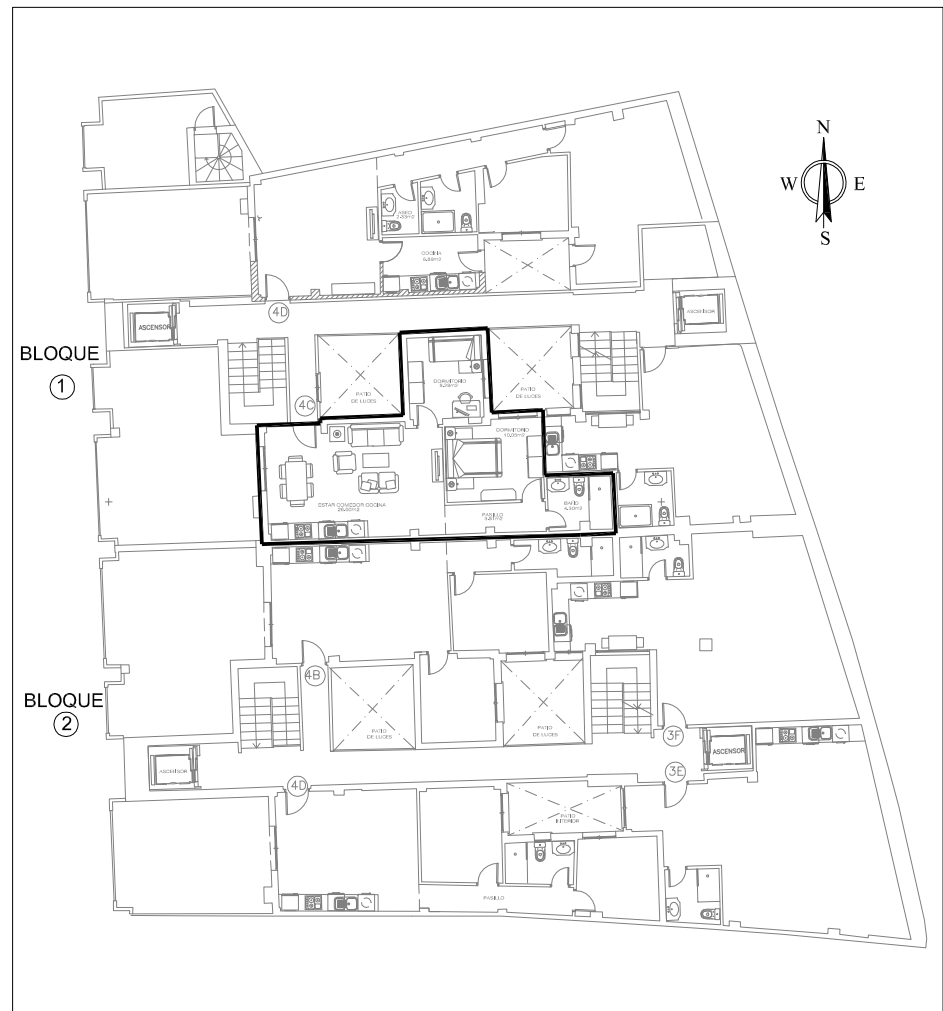 N
W E
S
ASEO
COCINA
4D
ASCENSOR
ASCENSOR
BLOQUE
1
PATIO
DE LUCES
DORMITORIO
PATIO
DE LUCES
4C
DORMITORIO
ESTAR COMEDOR COCINA
PASILLO
BAÑO
4B
BLOQUE
2
PATIO
DE LUCES
PATIO
DE LUCES
3F
ASCENSOR
ASCENSOR
3E
4D
PATIO
INTERIOR
PASILLO